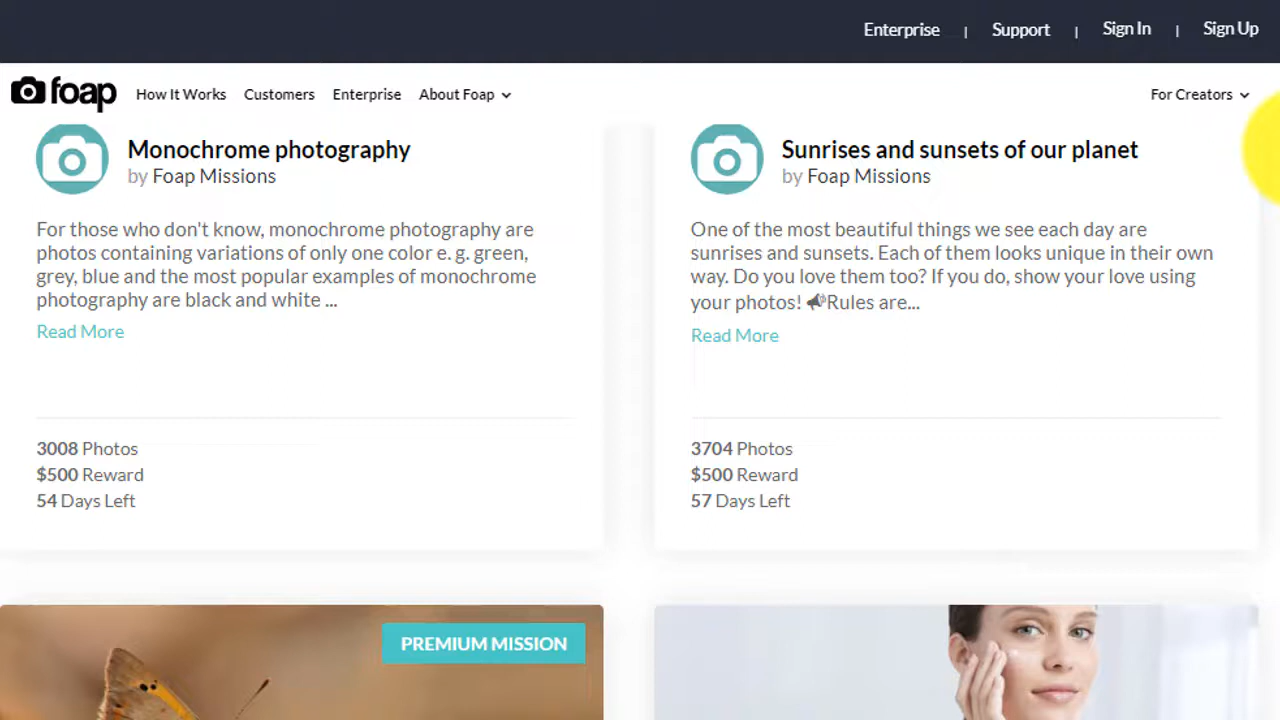 Enterprise | Support | Sign In | Sign Up
foap How It Works Customers Enterprise About Foap For Creators
Monochrome photography
by Foap Missions
For those who don't know, monochrome photography are
photos containing variations of only one color e. g. green,
grey, blue and the most popular examples of monochrome
photography are black and white ...
Read More
3008 Photos
$500 Reward
54 Days Left
Sunrises and sunsets of our planet
by Foap Missions
One of the most beautiful things we see each day are
sunrises and sunsets. Each of them looks unique in their own
way. Do you love them too? If you do, show your love using
your photos! 📣Rules are...
Read More
3704 Photos
$500 Reward
57 Days Left
PREMIUM MISSION